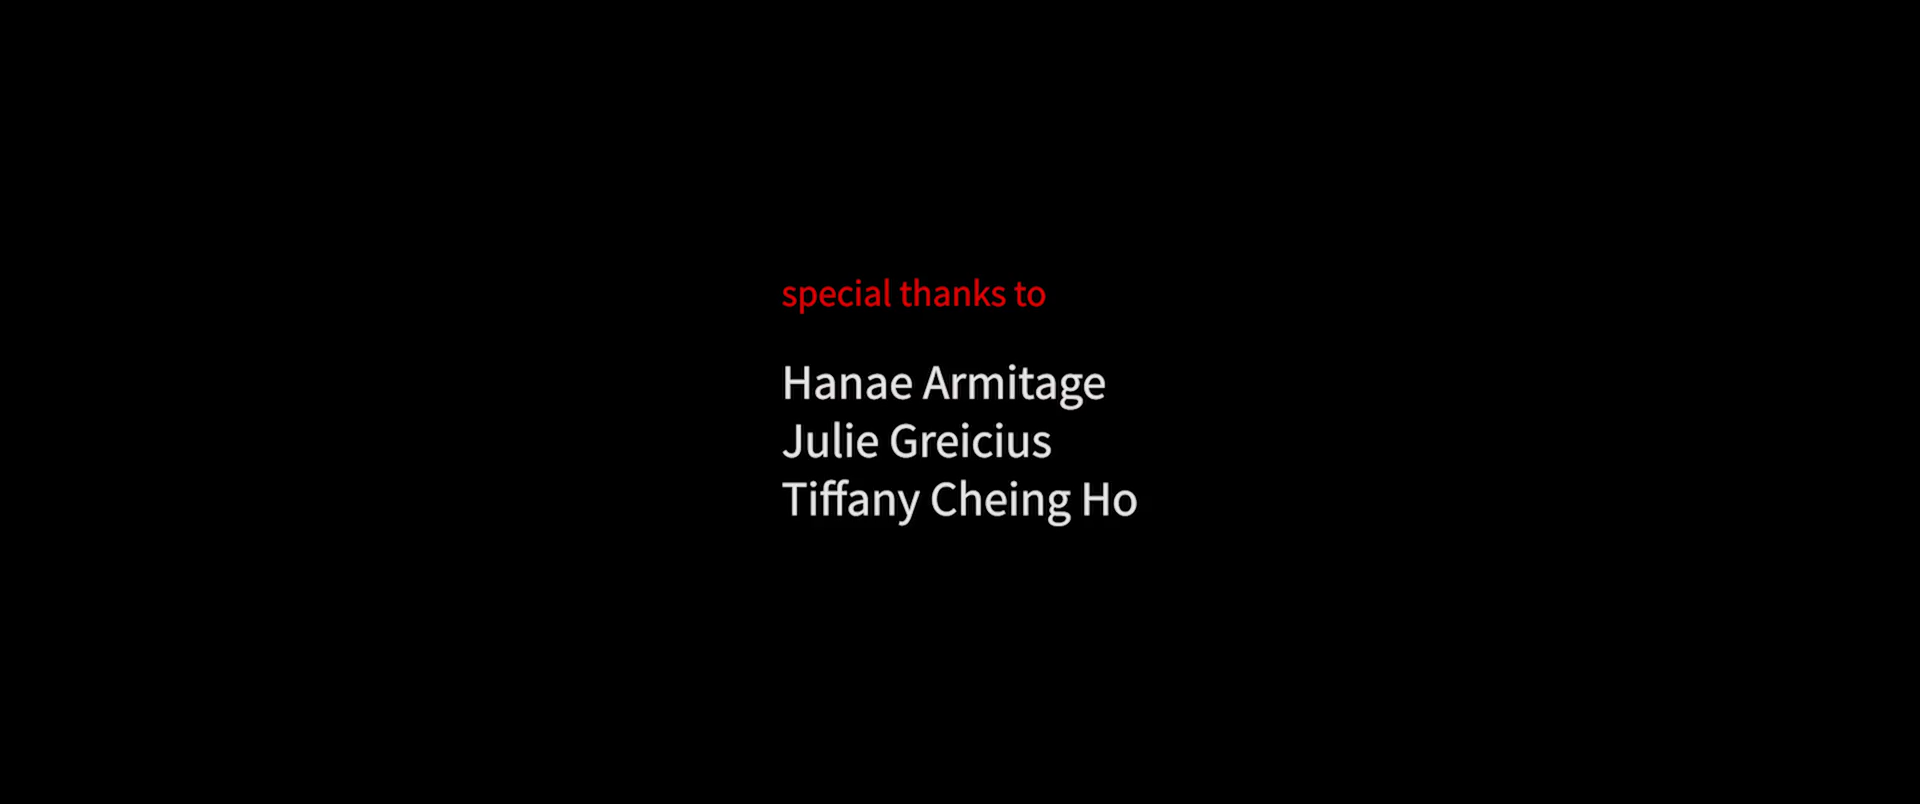 special thanks to
Hanae Armitage
Julie Greicius
Tiffany Cheing Ho